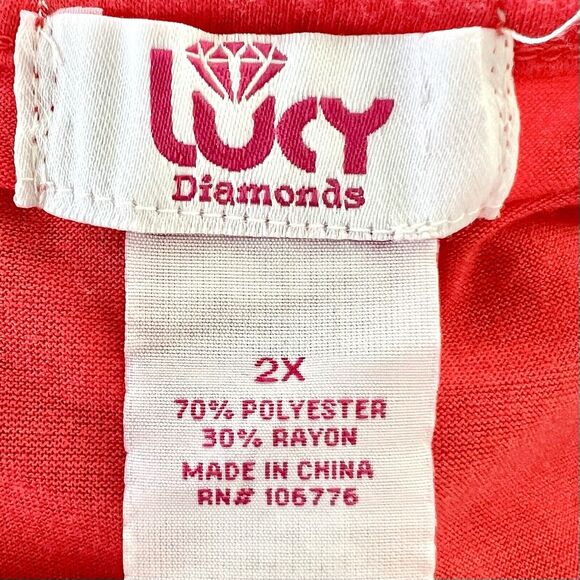 LUCY
Diamonds
2X
70% POLYESTER
30% RAYON
MADE IN CHINA
RN# 106776